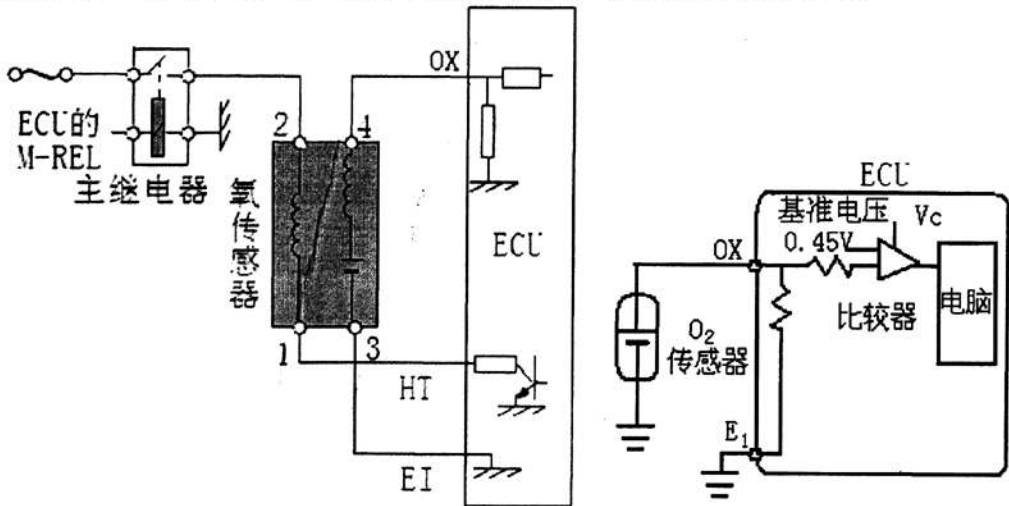 OX
ECU的
M-REL
主继电器
2
4
氧传感器
ECU
1
3
HT
EI
ECU
基准电压
Vc
0.45V
OX
比较器
电脑
O₂
传感器
E₁